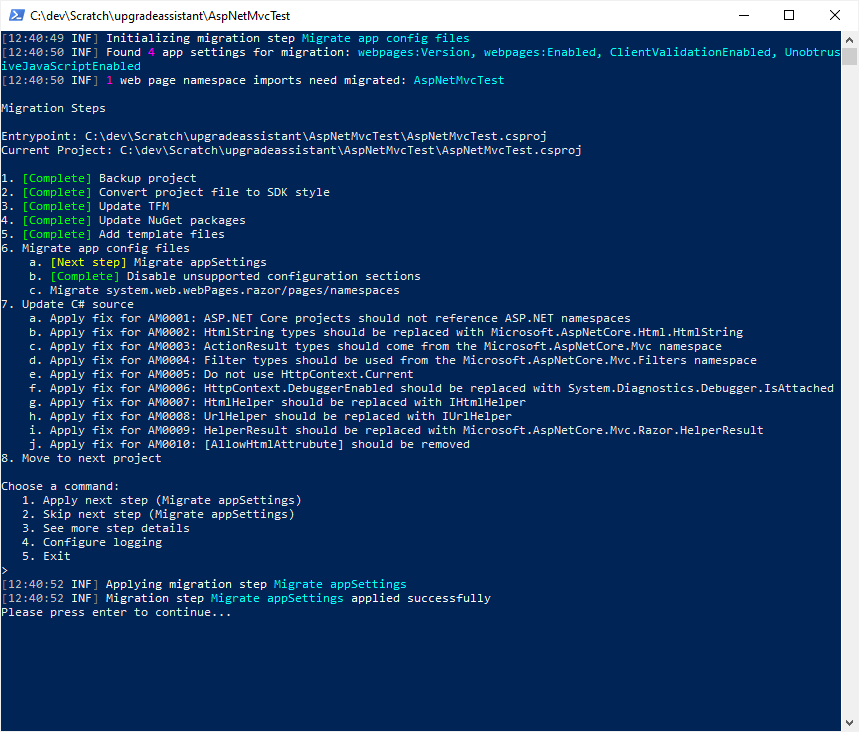 C:\dev\Scratch\upgradeassistant\AspNetMvcTest
[12:40:49 INF] Initializing migration step Migrate app config files
[12:40:50 INF] Found 4 app settings for migration: webpages:Version, webpages:Enabled, ClientValidationEnabled, Unobtrus
iveJavaScriptEnabled
[12:40:50 INF] 1 web page namespace imports need migrated: AspNetMvcTest
Migration Steps
Entrypoint: C:\dev\Scratch\upgradeassistant\AspNetMvcTest\AspNetMvcTest.csproj
Current Project: C:\dev\Scratch\upgradeassistant\AspNetMvcTest\AspNetMvcTest.csproj
1. [Complete] Backup project
2. [Complete] Convert project file to SDK style
3. [Complete] Update TFM
4. [Complete] Update NuGet packages
5. [Complete] Add template files
6. Migrate app config files
a. [Next step] Migrate appSettings
b. [Complete] Disable unsupported configuration sections
c. Migrate system.web.webPages.razor/pages/namespaces
7. Update C# source
a. Apply fix for AM0001: ASP.NET Core projects should not reference ASP.NET namespaces
b. Apply fix for AM0002: HtmlString types should be replaced with Microsoft.AspNetCore.Html.HtmlString
c. Apply fix for AM0003: ActionResult types should come from the Microsoft.AspNetCore.Mvc namespace
d. Apply fix for AM0004: Filter types should be used from the Microsoft.AspNetCore.Mvc.Filters namespace
e. Apply fix for AM0005: Do not use HttpContext.Current
f. Apply fix for AM0006: HttpContext.DebuggerEnabled should be replaced with System.Diagnostics.Debugger.IsAttached
g. Apply fix for AM0007: HtmlHelper should be replaced with IHtmlHelper
h. Apply fix for AM0008: UrlHelper should be replaced with IUrlHelper
i. Apply fix for AM0009: HelperResult should be replaced with Microsoft.AspNetCore.Mvc.Razor.HelperResult
j. Apply fix for AM0010: [AllowHtmlAttrubute] should be removed
8. Move to next project
Choose a command:
1. Apply next step (Migrate appSettings)
2. Skip next step (Migrate appSettings)
3. See more step details
4. Configure logging
5. Exit
>
[12:40:52 INF] Applying migration step Migrate appSettings
[12:40:52 INF] Migration step Migrate appSettings applied successfully
Please press enter to continue...